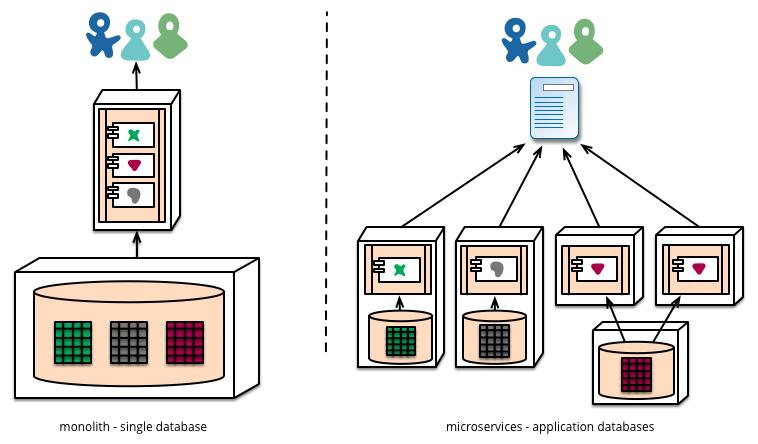 monolith - single database
microservices - application databases